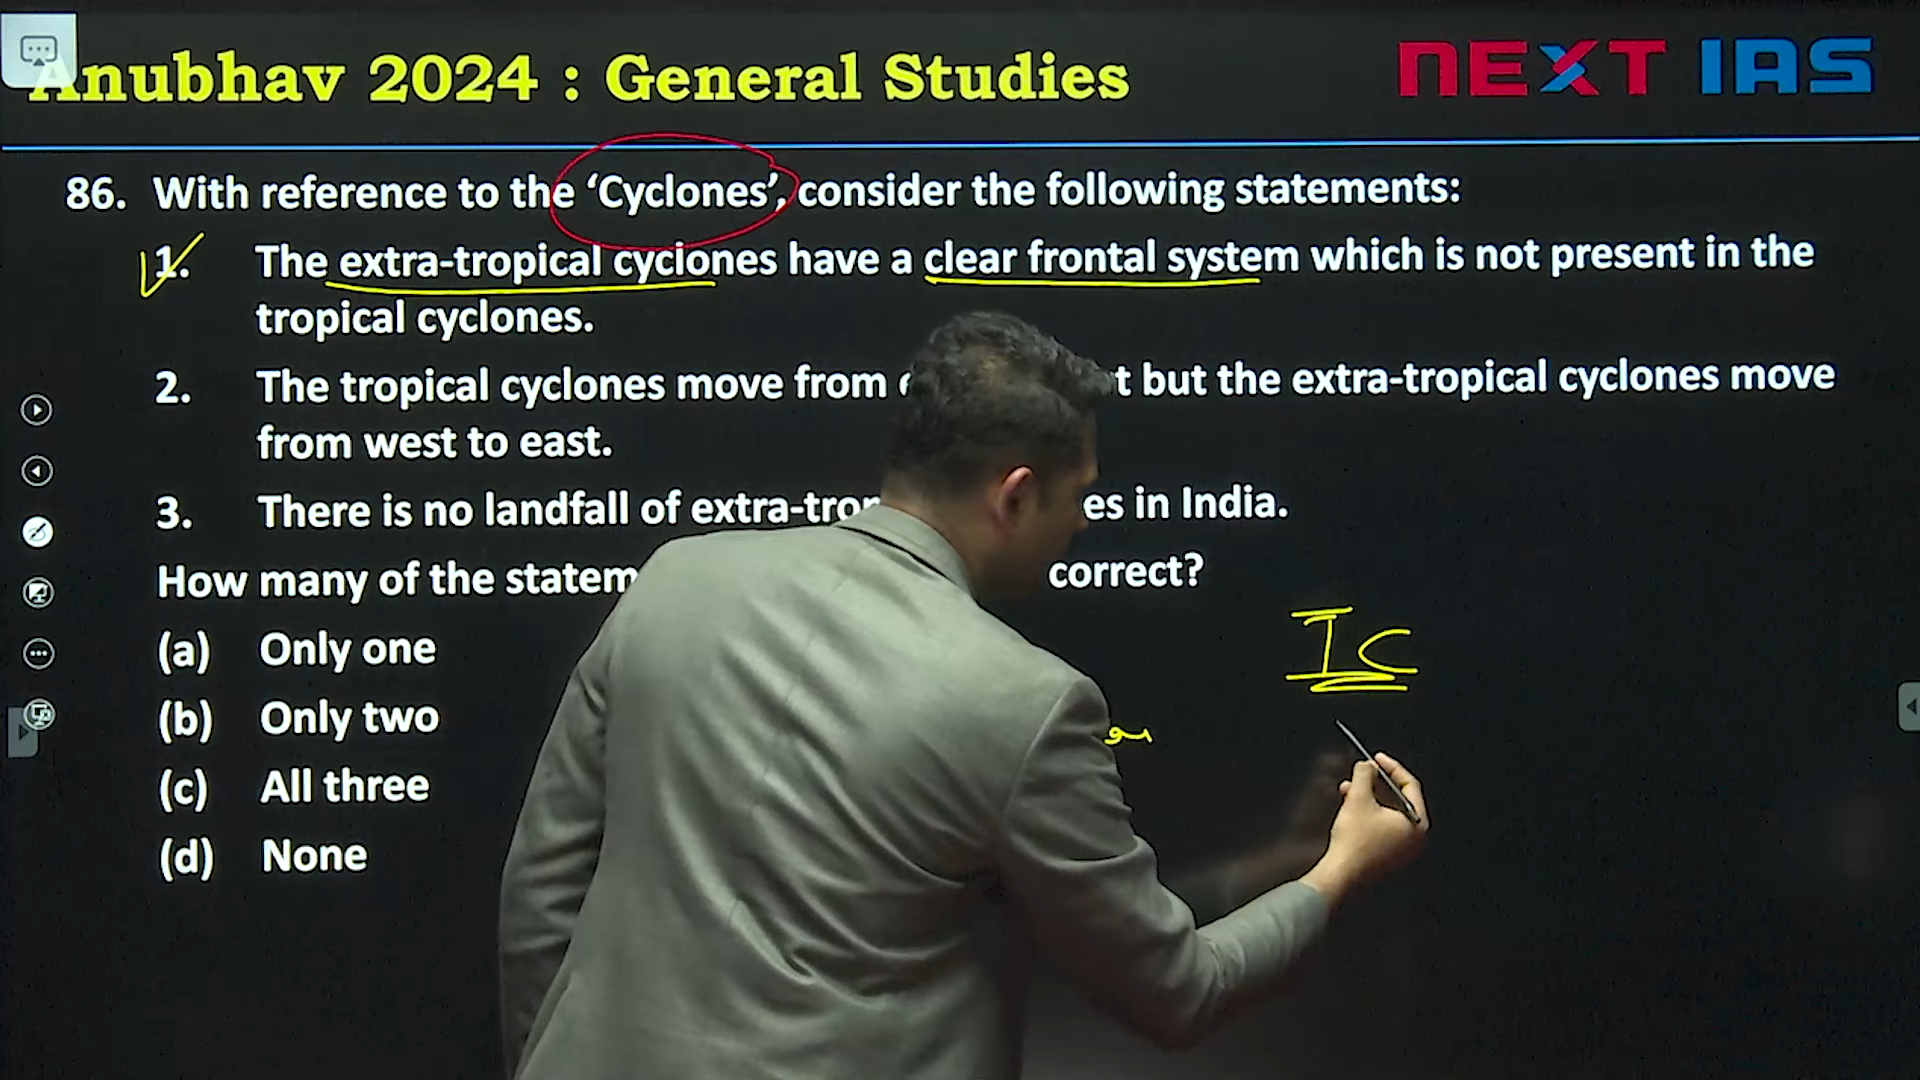 Anubhav 2024 : General Studies
NEXT IAS
86. With reference to the ‘Cyclones’, consider the following statements:
1. The extra-tropical cyclones have a clear frontal system which is not present in the
tropical cyclones.
2. The tropical cyclones move from t but the extra-tropical cyclones move
from west to east.
3. There is no landfall of extra-trop es in India.
How many of the statem correct?
(a) Only one
(b) Only two
(c) All three
(d) None
TC